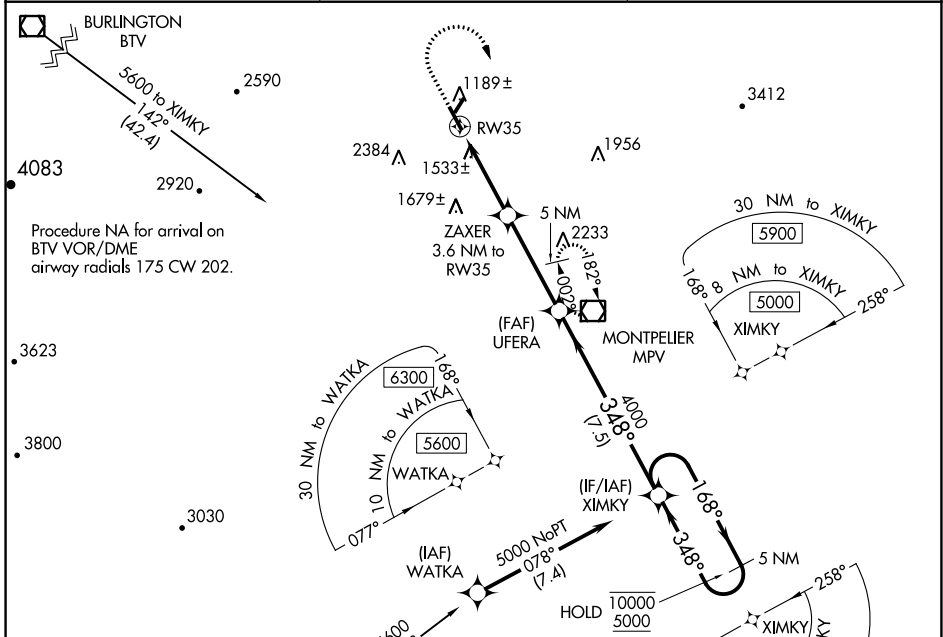 BURLINGTON
BTV
5600 to XIMKY
142°
(42.4)
2590
1189±
3412
RW35
2384
1533±
1956
4083
2920
1679±
Procedure NA for arrival on
BTV VOR/DME
airway radials 175 CW 202.
ZAXER
3.6 NM to
RW35
5 NM
2233
002°
182°
30 NM to XIMKY
5900
8 NM to XIMKY
5000
168°
258°
XIMKY
(FAF)
UFERA
MONTPELIER
MPV
3623
30 NM to WATKA
6300
168°
10 NM to WATKA
5600
WATKA
077°
4000
348°
(7.5)
3800
3030
(IF/IAF)
XIMKY
168°
348°
5 NM
(IAF)
WATKA
5000 NoPT
078°
(7.4)
HOLD
10000
5000
258°
XIMKY